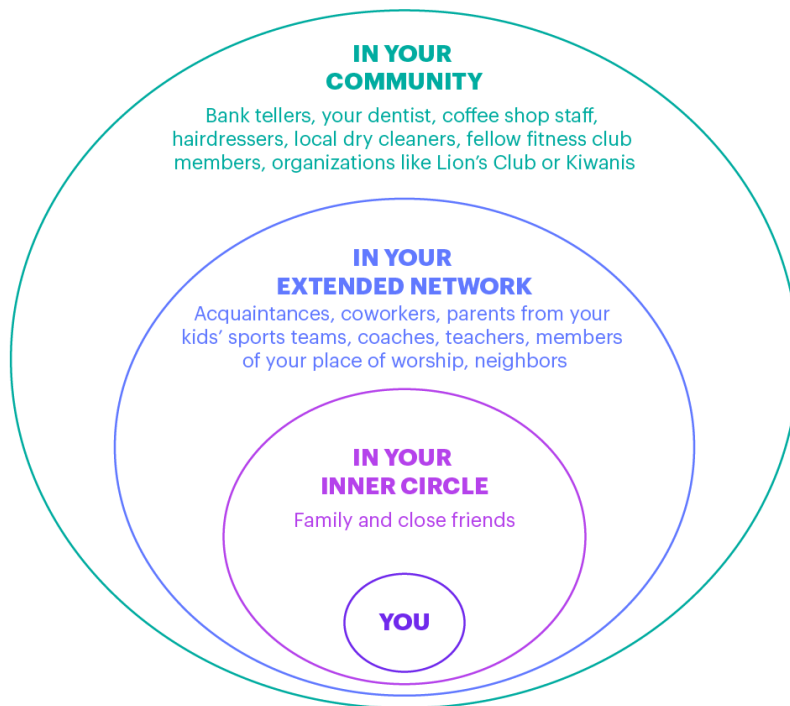 IN YOUR
COMMUNITY
Bank tellers, your dentist, coffee shop staff,
hairdressers, local dry cleaners, fellow fitness club
members, organizations like Lion’s Club or Kiwanis
IN YOUR
EXTENDED NETWORK
Acquaintances, coworkers, parents from your
kids’ sports teams, coaches, teachers, members
of your place of worship, neighbors
IN YOUR
INNER CIRCLE
Family and close friends
YOU